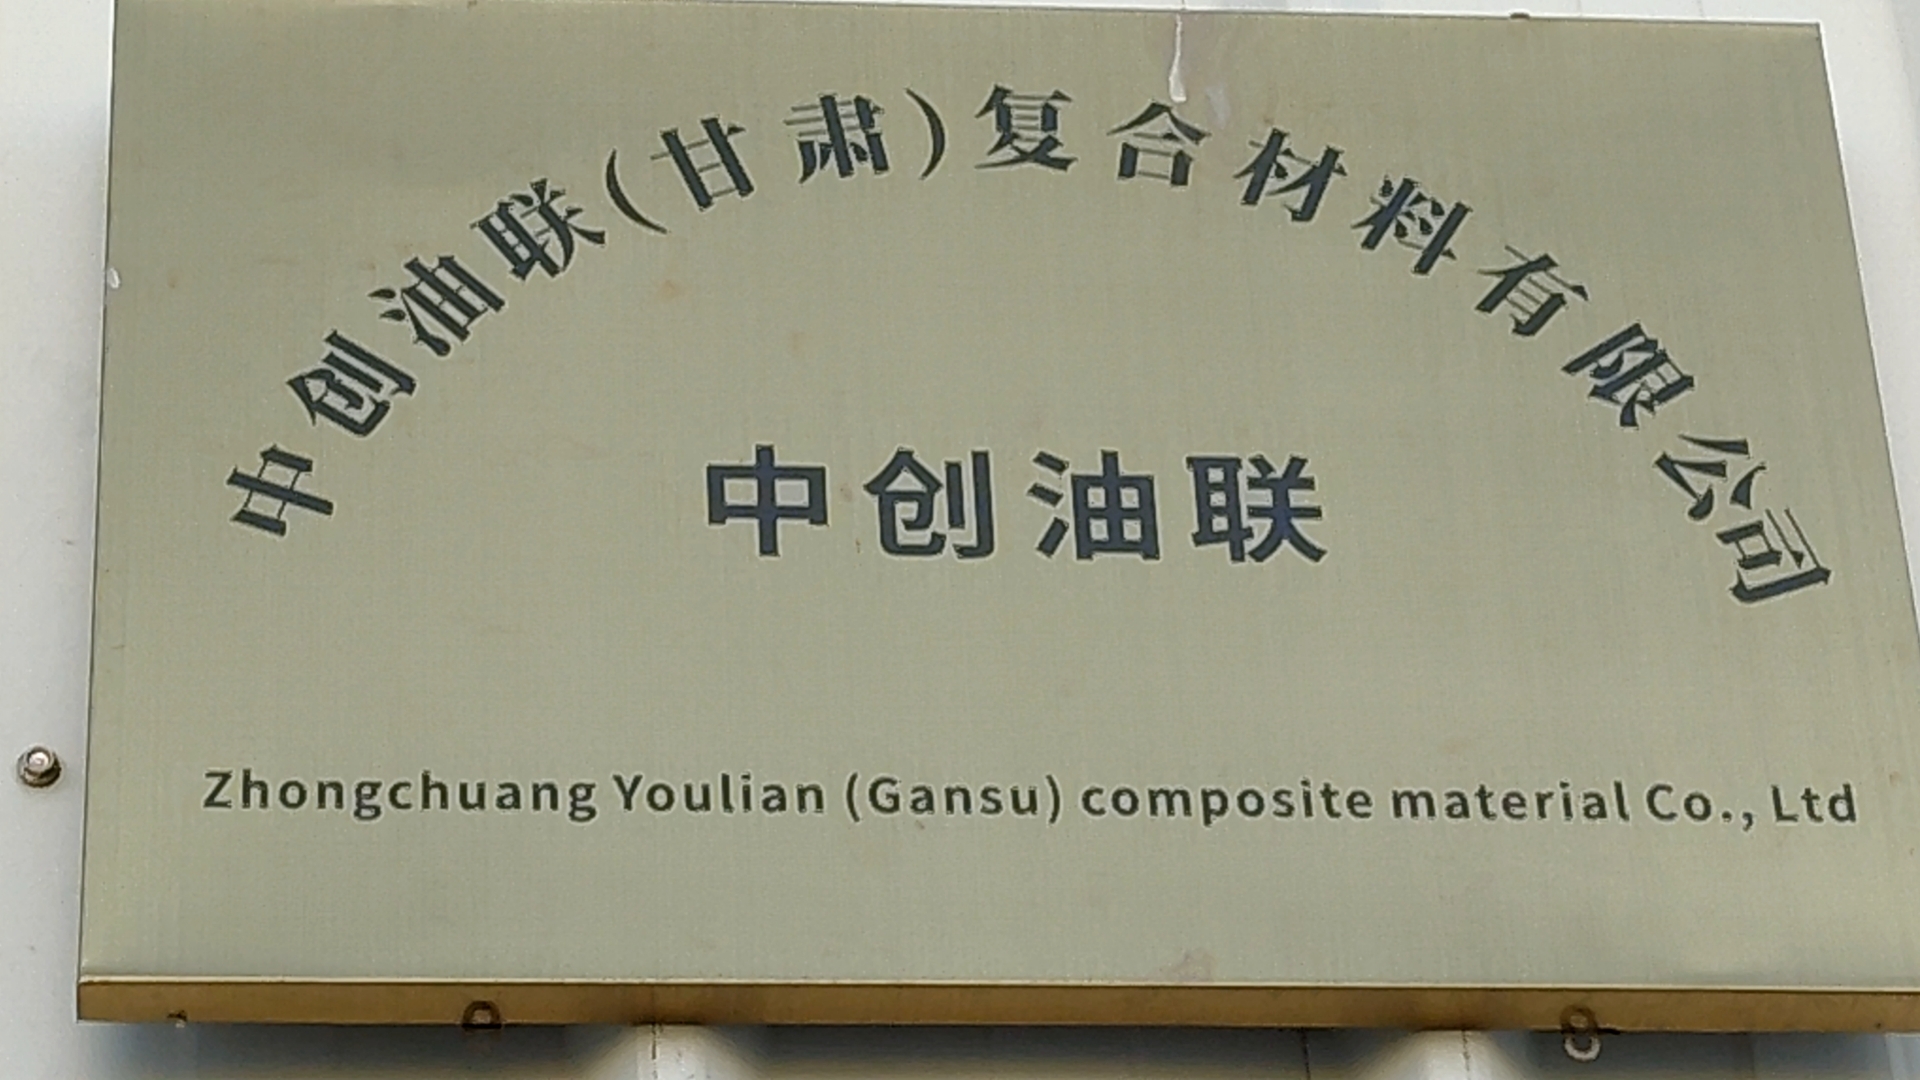 中创油联(甘肃)复合材料有限公司
中创油联
Zhongchuang Youlian (Gansu) composite material Co., Ltd